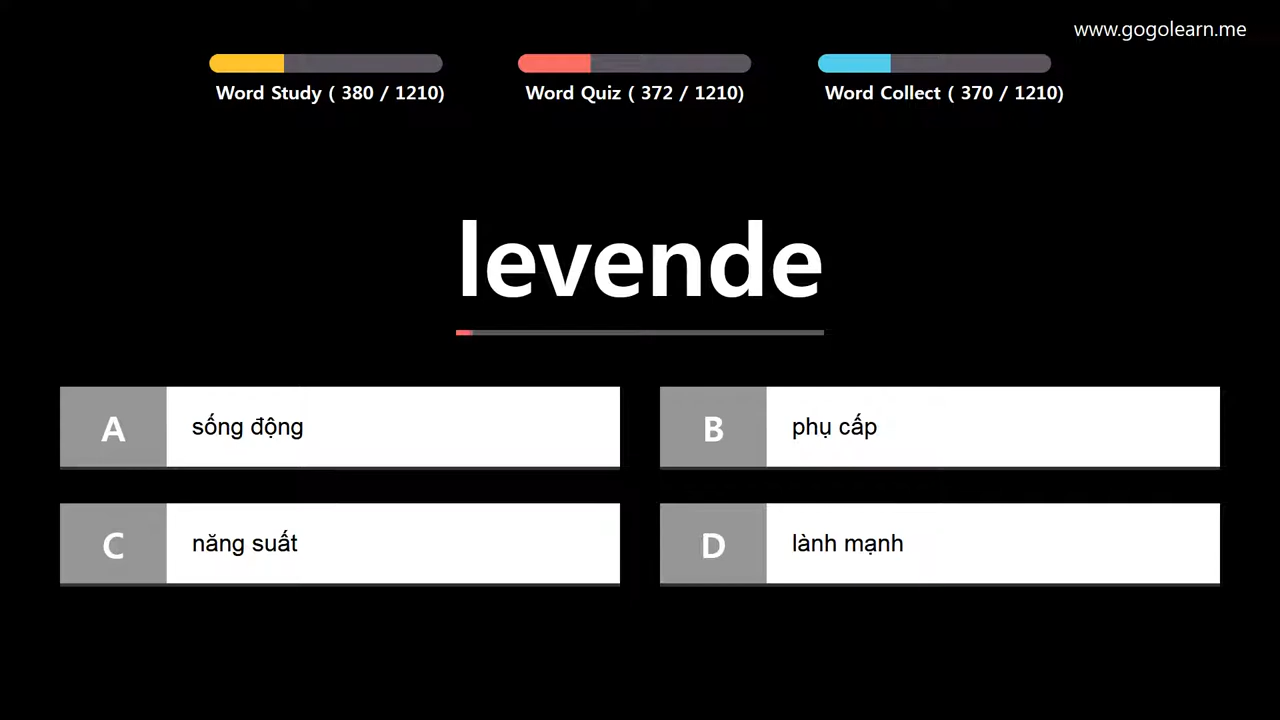 www.gogolearn.me
Word Study ( 380 / 1210)
Word Quiz ( 372 / 1210)
Word Collect ( 370 / 1210)
levende
A
sống động
B
phụ cấp
C
năng suất
D
lành mạnh